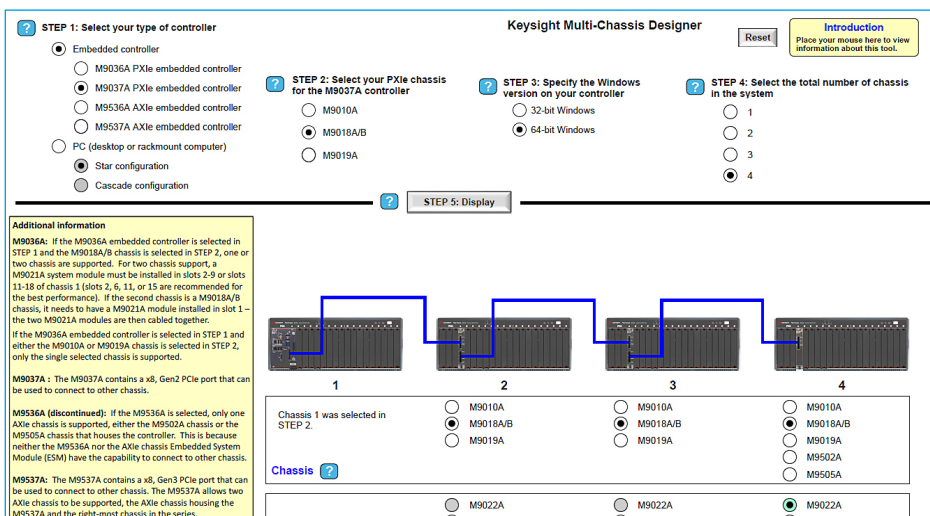 Keysight Multi-Chassis Designer
Reset
Introduction
Place your mouse here to view
information about this tool.
? STEP 1: Select your type of controller
Embedded controller
M9036A PXIe embedded controller
M9037A PXIe embedded controller
M9536A AXIe embedded controller
M9537A AXIe embedded controller
PC (desktop or rackmount computer)
Star configuration
Cascade configuration
? STEP 2: Select your PXIe chassis
for the M9037A controller
M9010A
M9018A/B
M9019A
? STEP 3: Specify the Windows
version on your controller
32-bit Windows
64-bit Windows
? STEP 4: Select the total number of chassis
in the system
1
2
3
4
? STEP 5: Display
Additional information
M9036A: If the M9036A embedded controller is selected in
STEP 1 and the M9018A/B chassis is selected in STEP 2, one or
two chassis are supported. For two chassis support, a
M9021A system module must be installed in slots 2-9 or slots
11-18 of chassis 1 (slots 2, 6, 11, or 15 are recommended for
the best performance). If the second chassis is a M9018A/B
chassis, it needs to have a M9021A module installed in slot 1 –
the two M9021A modules are then cabled together.
If the M9036A embedded controller is selected in STEP 1 and
either the M9010A or M9019A chassis is selected in STEP 2,
only the single selected chassis is supported.
M9037A : The M9037A contains a x8, Gen2 PCIe port that can
be used to connect to other chassis.
M9536A (discontinued): If the M9536A is selected, only one
AXIe chassis is supported, either the M9502A chassis or the
M9505A chassis that houses the controller. This is because
neither the M9536A nor the AXIe chassis Embedded System
Module (ESM) have the capability to connect to other chassis.
M9537A: The M9537A contains a x8, Gen3 PCIe port that can
be used to connect to other chassis. The M9537A allows two
AXIe chassis to be supported, the AXIe chassis housing the
M9537A and the right-most chassis in the series.
1
2
3
4
Chassis 1 was selected in
STEP 2.
Chassis ?
M9010A
M9018A/B
M9019A
M9010A
M9018A/B
M9019A
M9010A
M9018A/B
M9019A
M9502A
M9505A
M9022A
M9022A
M9022A